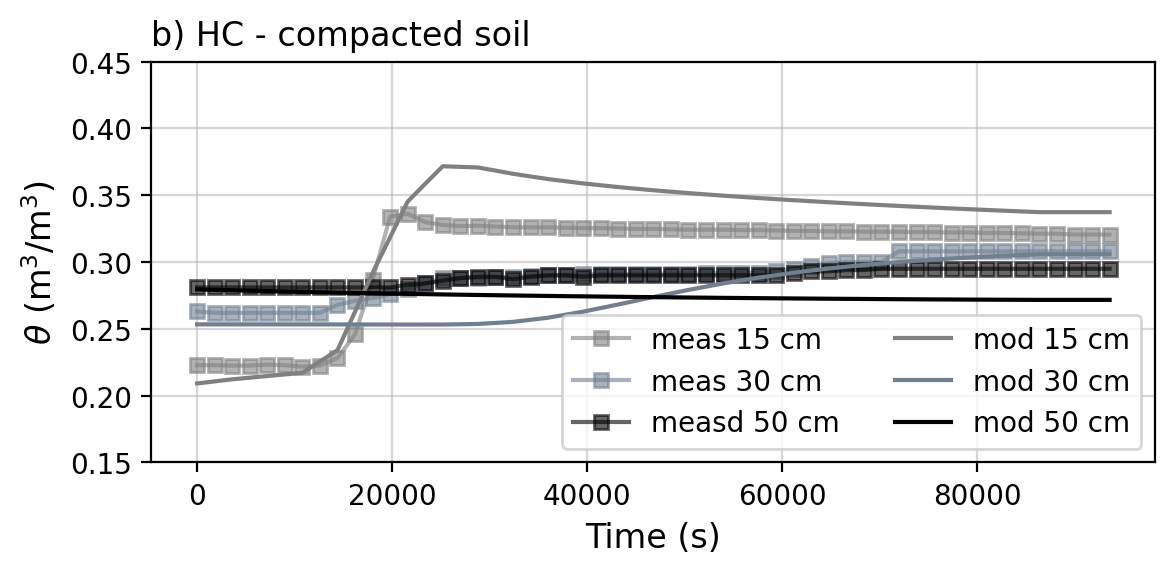 b) HC - compacted soil
0.45
0.40
0.35
0.30
0.25
0.20
0.15
θ (m³/m³)
meas 15 cm
meas 30 cm
measd 50 cm
mod 15 cm
mod 30 cm
mod 50 cm
0 20000 40000 60000 80000
Time (s)